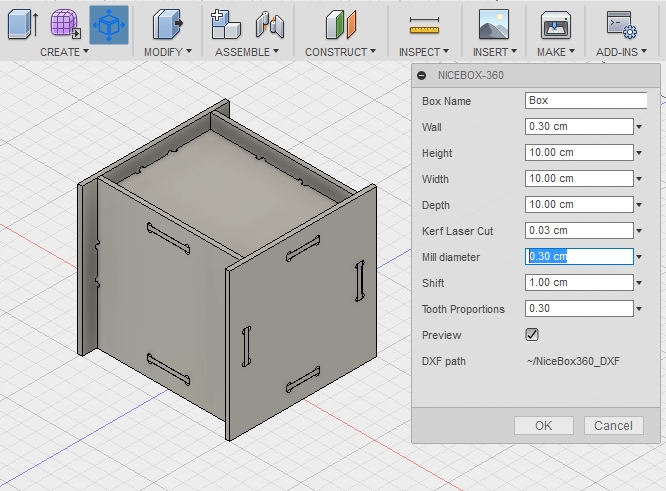 CREATE MODIFY ASSEMBLE CONSTRUCT INSPECT INSERT MAKE ADD-INS
NICEBOX-360
Box Name Box
Wall 0.30 cm
Height 10.00 cm
Width 10.00 cm
Depth 10.00 cm
Kerf Laser Cut 0.03 cm
Mill diameter 0.30 cm
Shift 1.00 cm
Tooth Proportions 0.30
Preview
DXF path ~/NiceBox360_DXF
OK Cancel